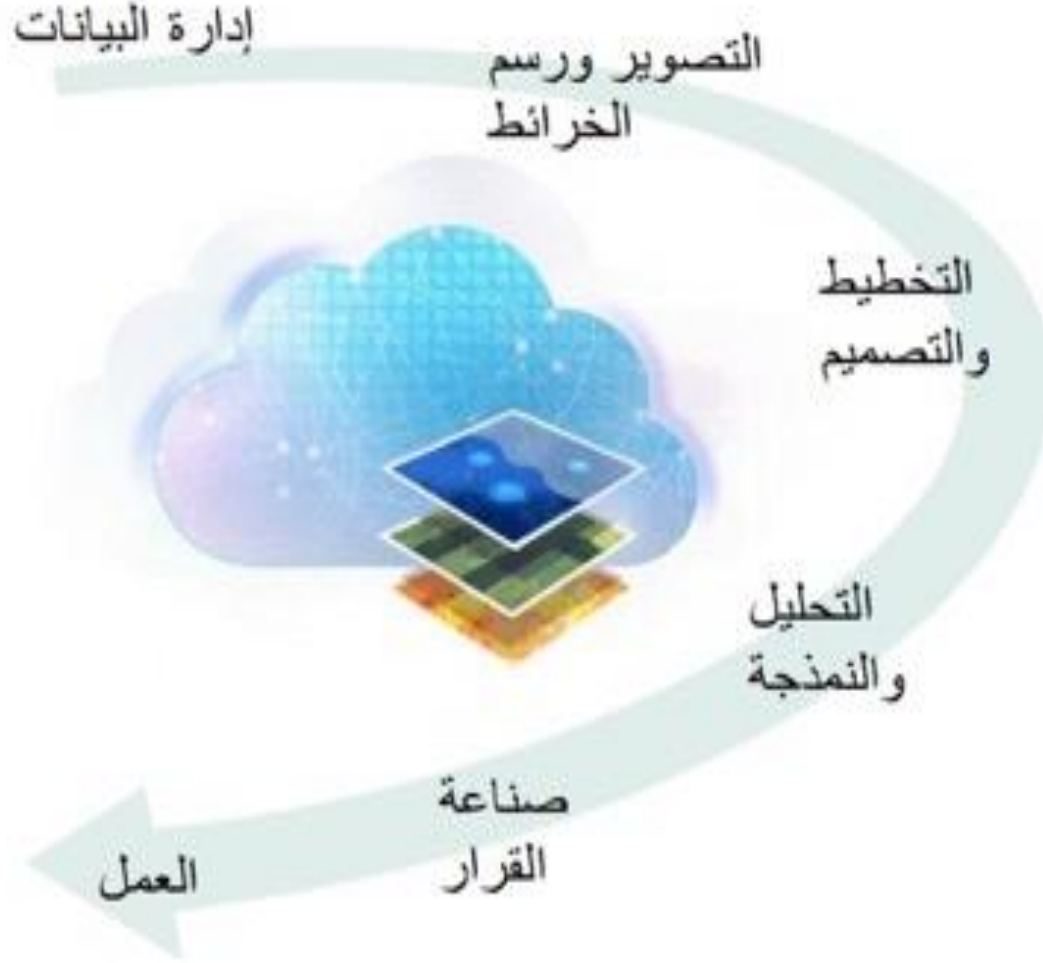 إدارة البيانات
التصوير ورسم
الخرائط
التخطيط
والتصميم
التحليل
والنمذجة
صناعة
القرار
العمل